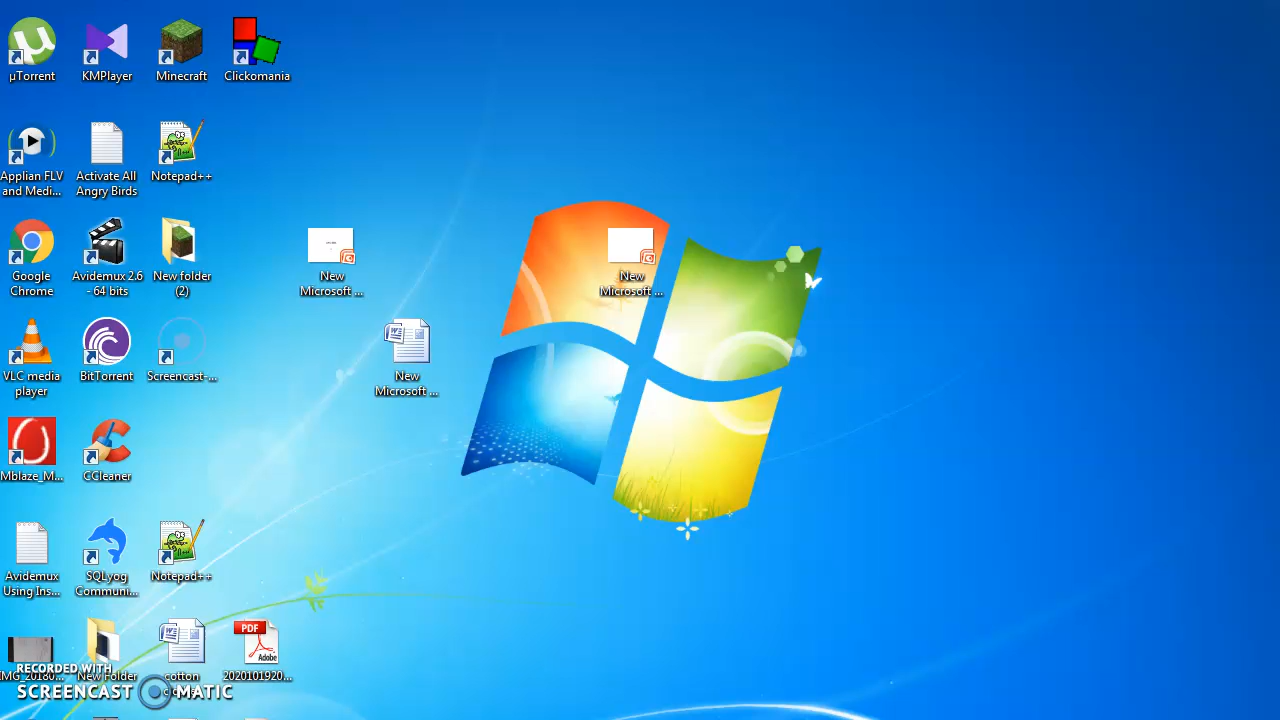 µTorrent
KMPlayer
Minecraft
Clickomania
Applian FLV
and Medi...
Activate All
Angry Birds
Notepad++
Google
Chrome
Avidemux 2.6
- 64 bits
New folder
(2)
New
Microsoft ...
New
Microsoft ...
VLC media
player
BitTorrent
Screencast-...
New
Microsoft ...
Mblaze_M...
CCleaner
Avidemux
Using Ins...
SQLyog
Communi...
Notepad++
PDF
Adobe
New Folder
cotton
2020101920...
RECORDED WITH
SCREENCAST MATIC